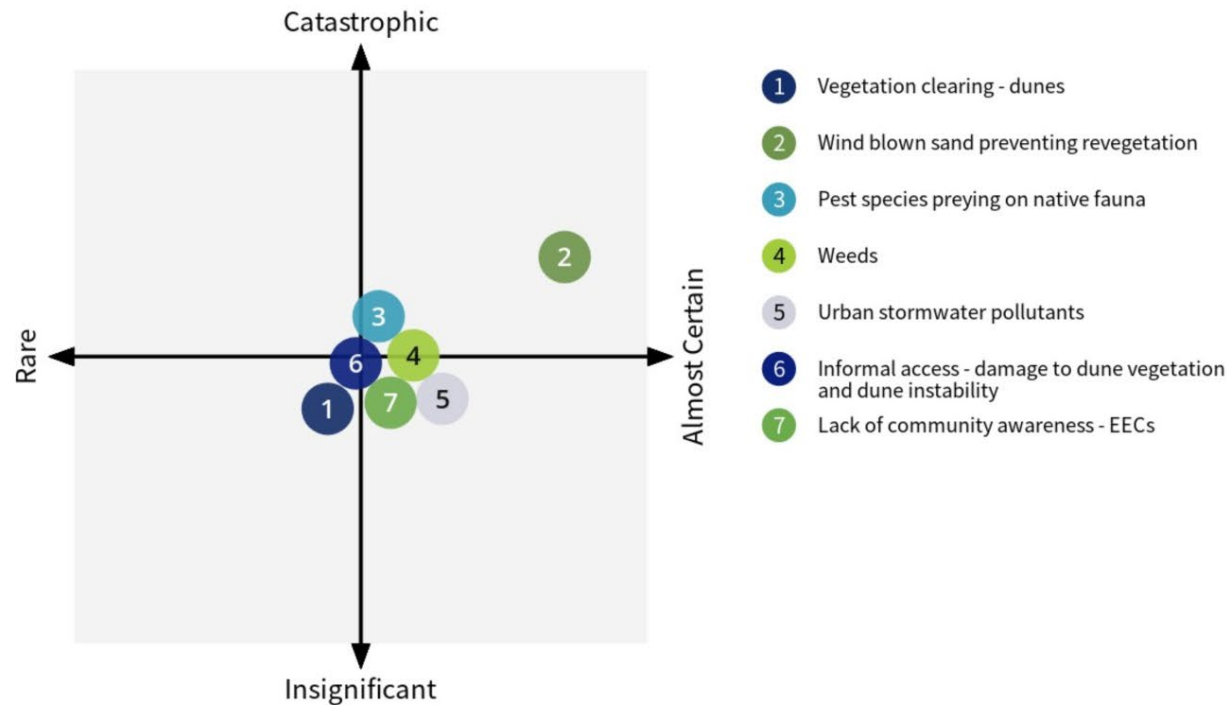 Catastrophic
1 Vegetation clearing - dunes
2 Wind blown sand preventing revegetation
3 Pest species preying on native fauna
4 Weeds
5 Urban stormwater pollutants
6 Informal access - damage to dune vegetation
and dune instability
7 Lack of community awareness - EECs
2
3
Rare
Almost Certain
6
4
1
7
5
Insignificant